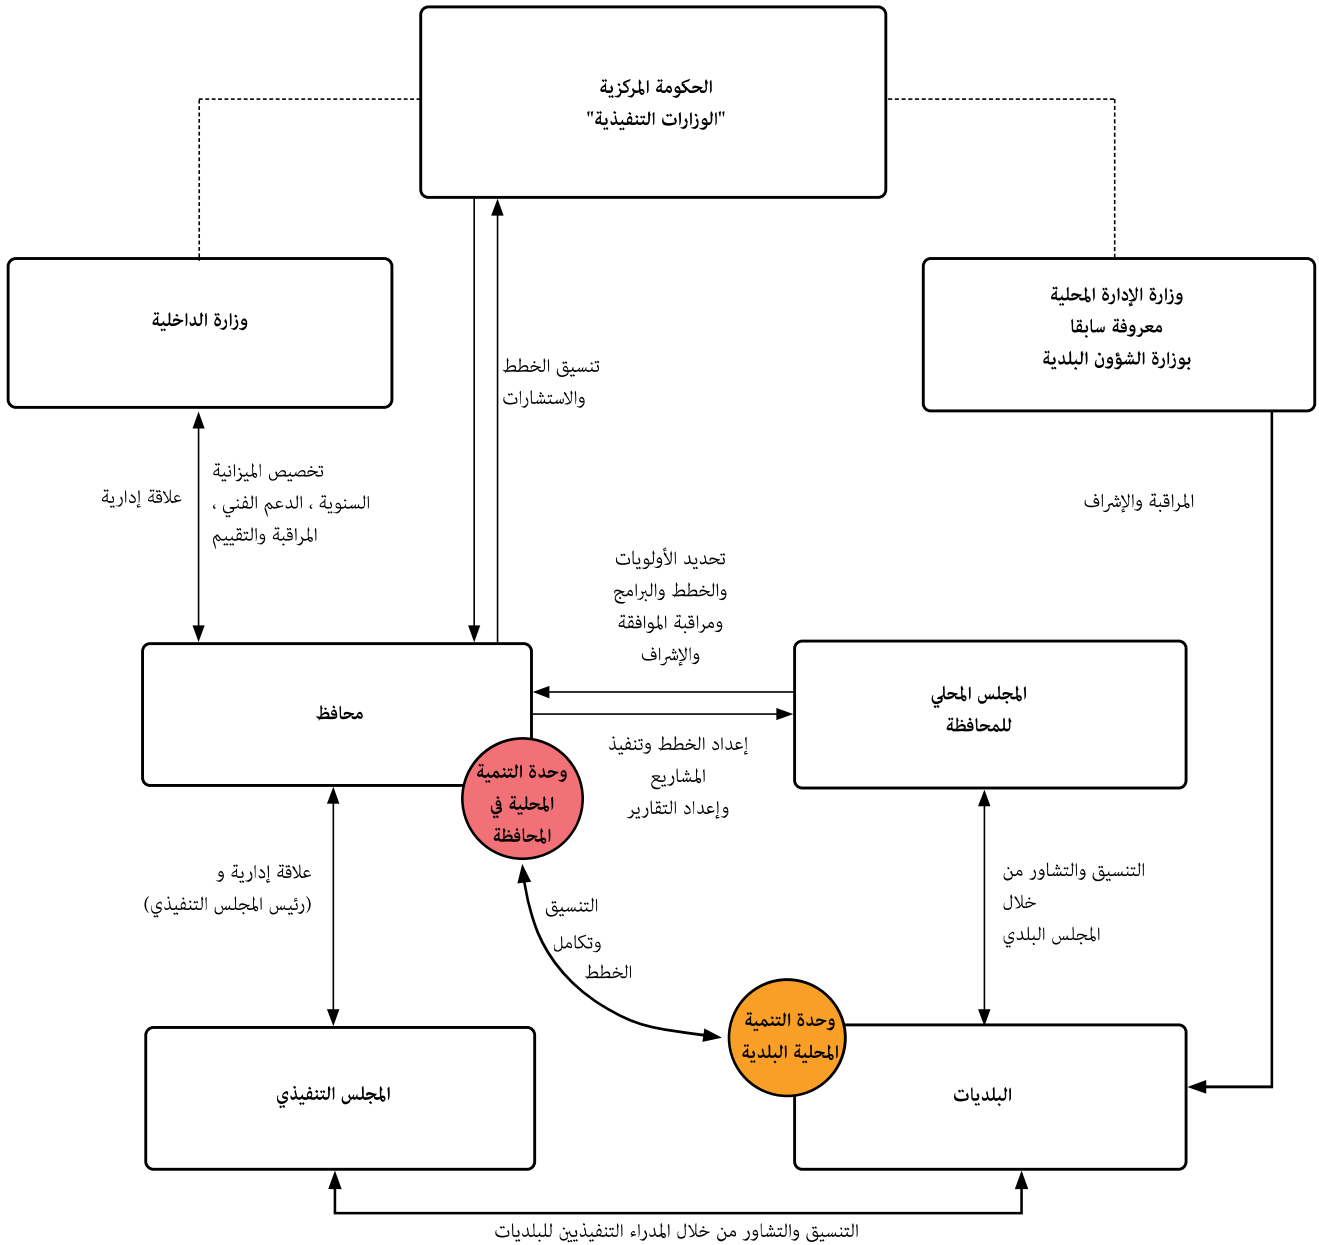 الحكومة المركزية
"الوزارات التنفيذية"
وزارة الإدارة المحلية
معروفة سابقا
بوزارة الشؤون البلدية
وزارة الداخلية
تنسيق الخطط
والاستشارات
تخصيص الميزانية
السنوية ، الدعم الفني ،
المراقبة والتقييم
علاقة إدارية
المراقبة والإشراف
تحديد الأولويات
والخطط والبرامج
ومراقبة الموافقة
والإشراف
المجلس المحلي
للمحافظة
محافظ
إعداد الخطط وتنفيذ
المشاريع
وإعداد التقارير
وحدة التنمية
المحلية في
المحافظة
علاقة إدارية و
(رئيس المجلس التنفيذي)
التنسيق والتشاور من
خلال
المجلس البلدي
التنسيق
وتكامل
الخطط
وحدة التنمية
المحلية البلدية
البلديات
المجلس التنفيذي
التنسيق والتشاور من خلال المدراء التنفيذيين للبلديات